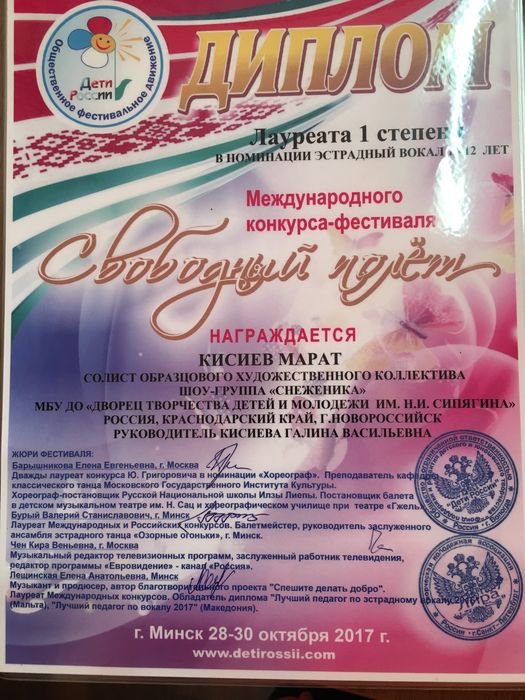 Общественное фестивальное движение
Дети
России
ДИПЛОМ
Лауреата 1 степени
В НОМИНАЦИИ ЭСТРАДНЫЙ ВОКАЛ 12 ЛЕТ
Международного
конкурса-фестиваля
Свободный полёт
НАГРАЖДАЕТСЯ
КИСИЕВ МАРАТ
СОЛИСТ ОБРАЗЦОВОГО ХУДОЖЕСТВЕННОГО КОЛЛЕКТИВА
ШОУ-ГРУППА «СНЕЖЕНИКА»
МБУ ДО «ДВОРЕЦ ТВОРЧЕСТВА ДЕТЕЙ И МОЛОДЕЖИ ИМ. Н.И. СИПЯГИНА»
РОССИЯ, КРАСНОДАРСКИЙ КРАЙ, Г.НОВОРОССИЙСК
РУКОВОДИТЕЛЬ КИСИЕВА ГАЛИНА ВАСИЛЬЕВНА
ЖЮРИ ФЕСТИВАЛЯ:
Барышникова Елена Евгеньевна, г. Москва
Дважды лауреат конкурса Ю. Григоровича в номинации «Хореограф». Преподаватель кафедры
классического танца Московского Государственного Института Культуры.
Хореограф-постановщик Русской Национальной школы Илзы Лиепы. Постановщик балета
в детском музыкальном театре им. Н. Сац и хореографическом училище при театре «Гжель»
Бурый Валерий Станиславович, г. Минск
Лауреат Международных и Российских конкурсов. Балетмейстер, руководитель заслуженного
ансамбля эстрадного танца «Озорные огоньки», г. Минск.
Чен Кира Веньевна, г. Москва
Музыкальный редактор телевизионных программ, заслуженный работник телевидения,
редактор программы «Евровидение» - канал «Россия».
Лещинская Елена Анатольевна, Минск
Музыкант и продюсер, автор благотворительного проекта "Спешите делать добро".
Лауреат Международных конкурсов. Обладатель диплома "Лучший педагог по эстрадному вокалу 2016"
(Мальта), "Лучший педагог по вокалу 2017" (Македония).
г. Минск 28-30 октября 2017 г.
www.detirossii.com